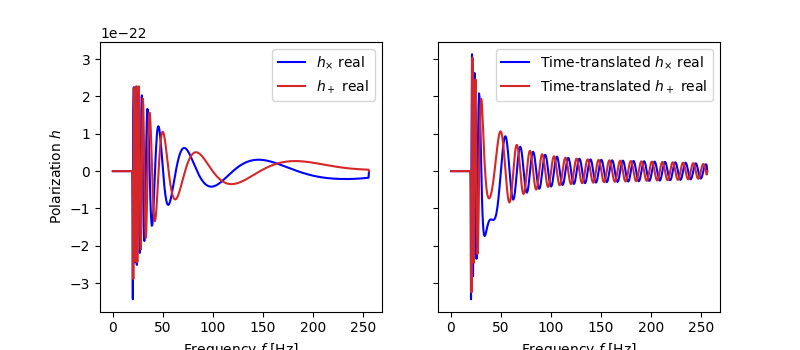 1e−22
3
2
1
0
−1
−2
−3
Polarization h
0 50 100 150 200 250
Frequency f [Hz]
h× real
h+ real
Time-translated h× real
Time-translated h+ real
0 50 100 150 200 250
Frequency f [Hz]